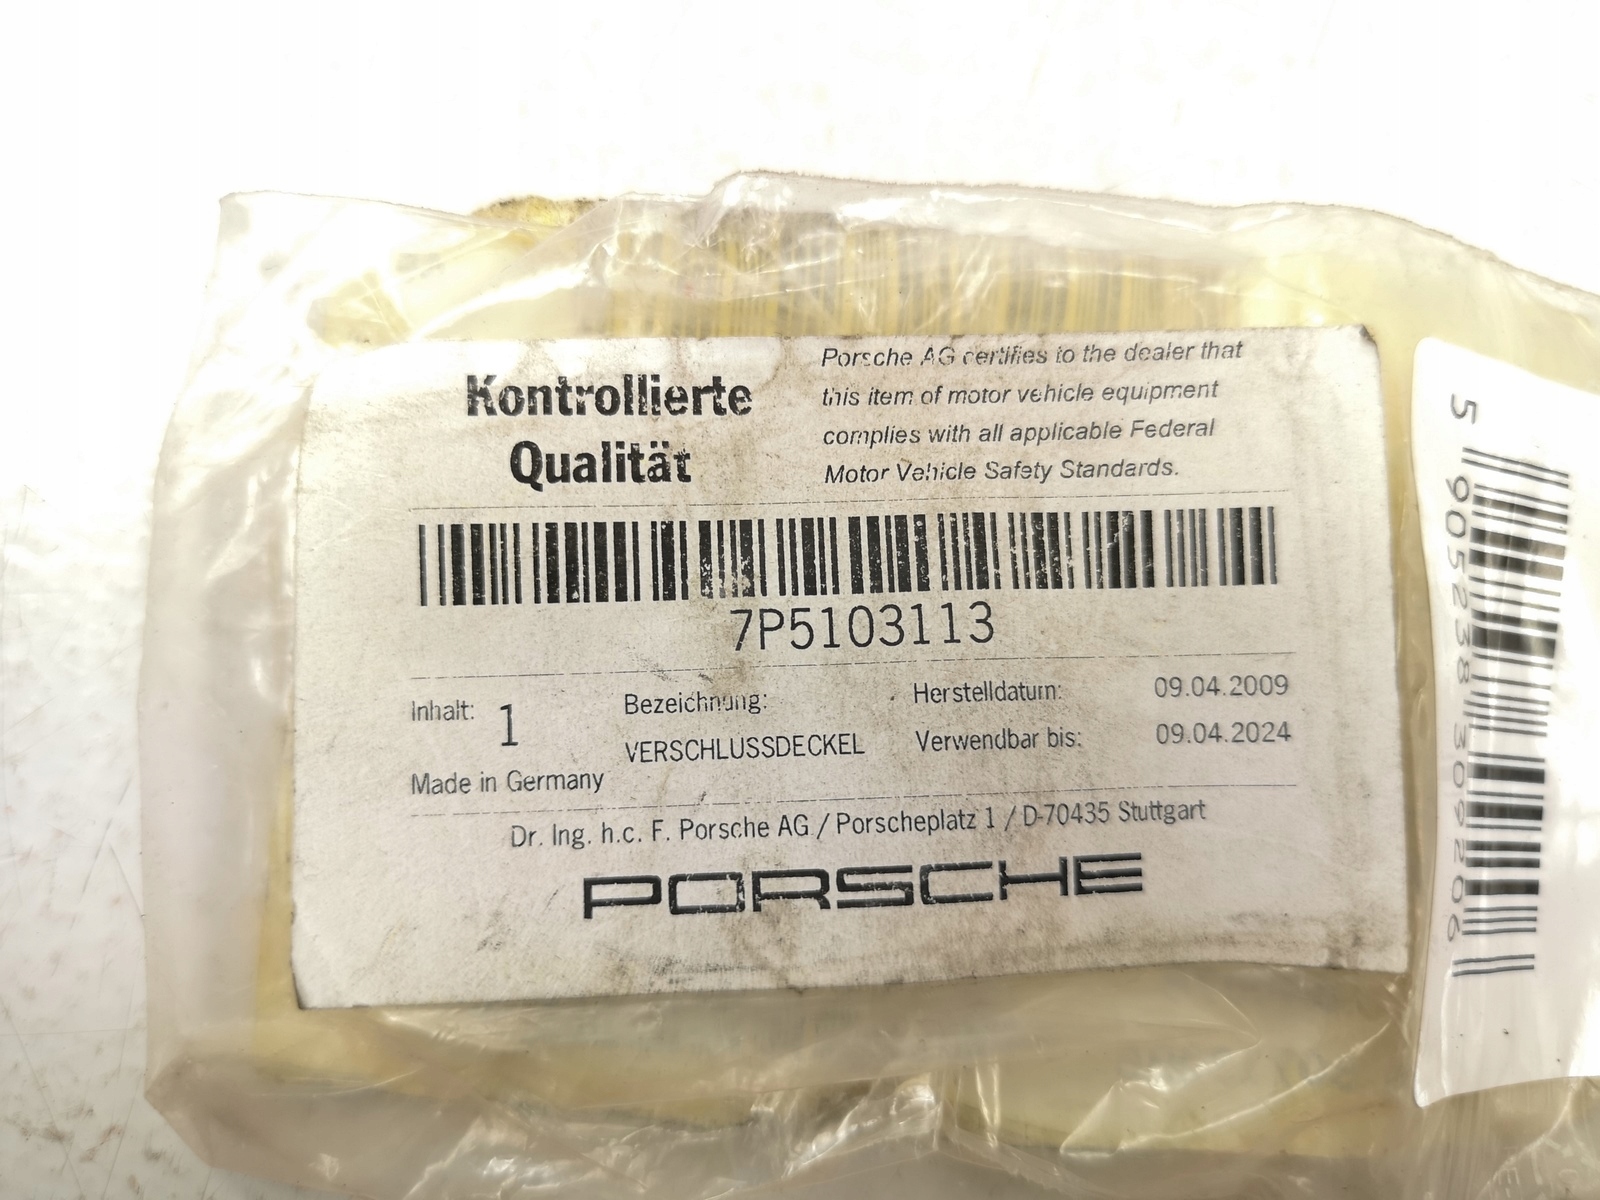 Kontrollierte
Qualität
Porsche AG certifies to the dealer that
this item of motor vehicle equipment
complies with all applicable Federal
Motor Vehicle Safety Standards.
7P5103113
Inhalt: 1
Bezeichnung:
VERSCHLUSSDECKEL
Herstelldatum: 09.04.2009
Verwendbar bis: 09.04.2024
Made in Germany
Dr. Ing. h.c. F. Porsche AG / Porscheplatz 1 / D-70435 Stuttgart
PORSCHE
5 905238 309206